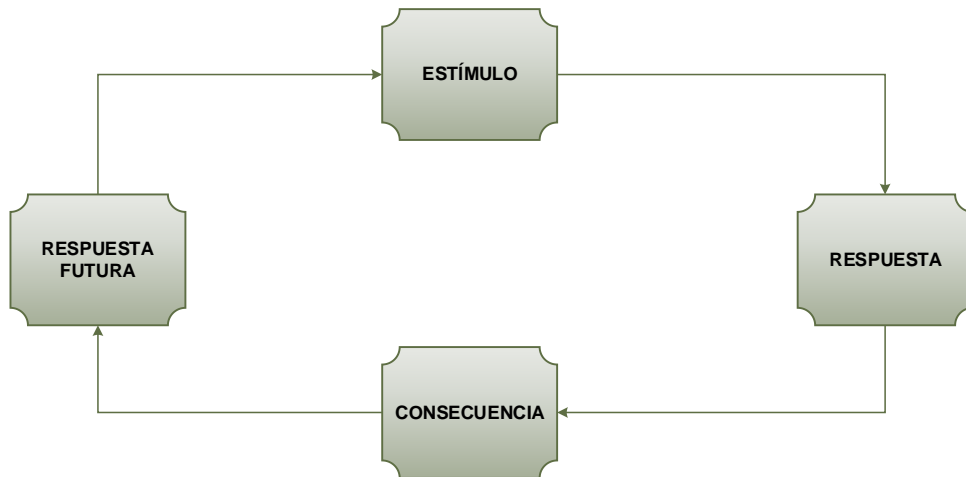 ESTÍMULO
RESPUESTA
FUTURA
RESPUESTA
CONSECUENCIA